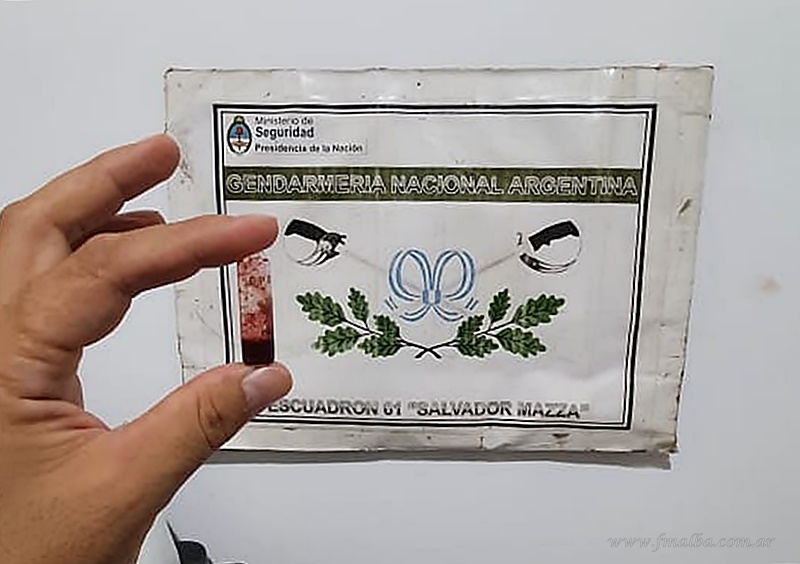 Ministerio de
Seguridad
Presidencia de la Nación
GENDARMERIA NACIONAL ARGENTINA
ESCUADRON 61 "SALVADOR MAZZA"
www.fmalba.com.ar